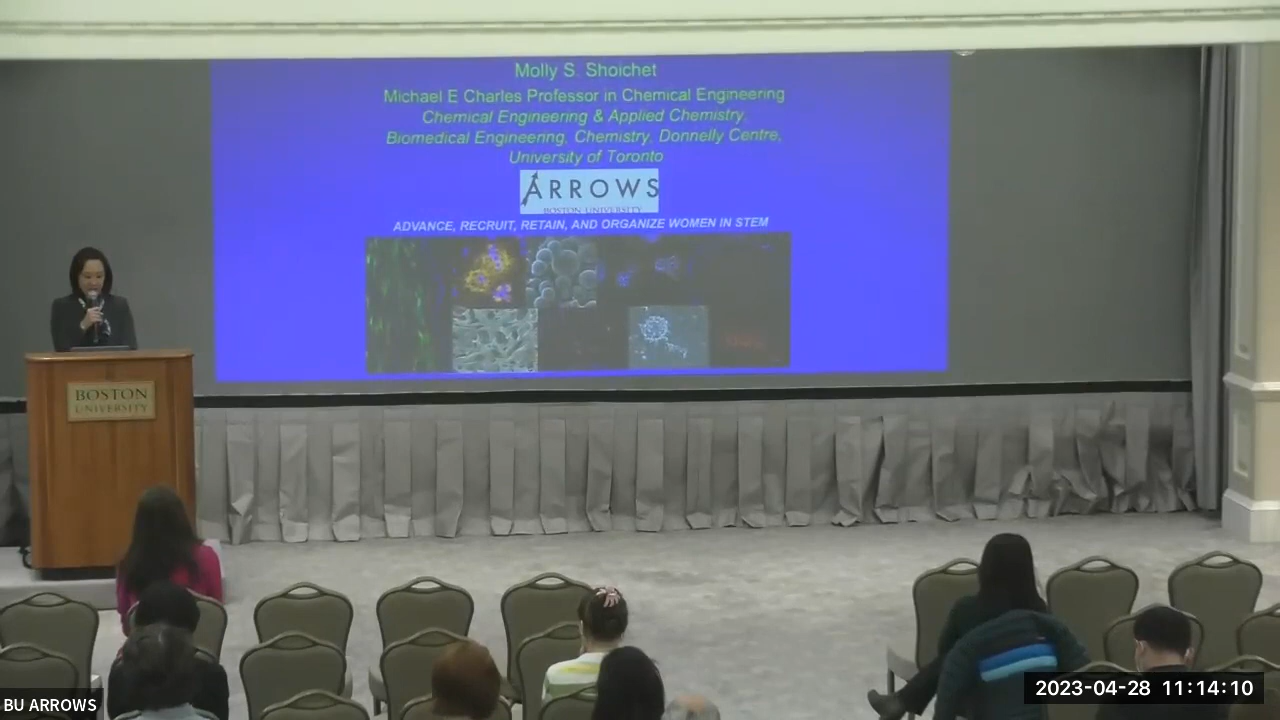 Molly S. Shoichet
Michael E Charles Professor in Chemical Engineering
Chemical Engineering & Applied Chemistry,
Biomedical Engineering, Chemistry, Donnelly Centre,
University of Toronto
ARROWS
BOSTON UNIVERSITY
ADVANCE, RECRUIT, RETAIN, AND ORGANIZE WOMEN IN STEM
BOSTON
UNIVERSITY
BU ARROWS
2023-04-28 11:14:10